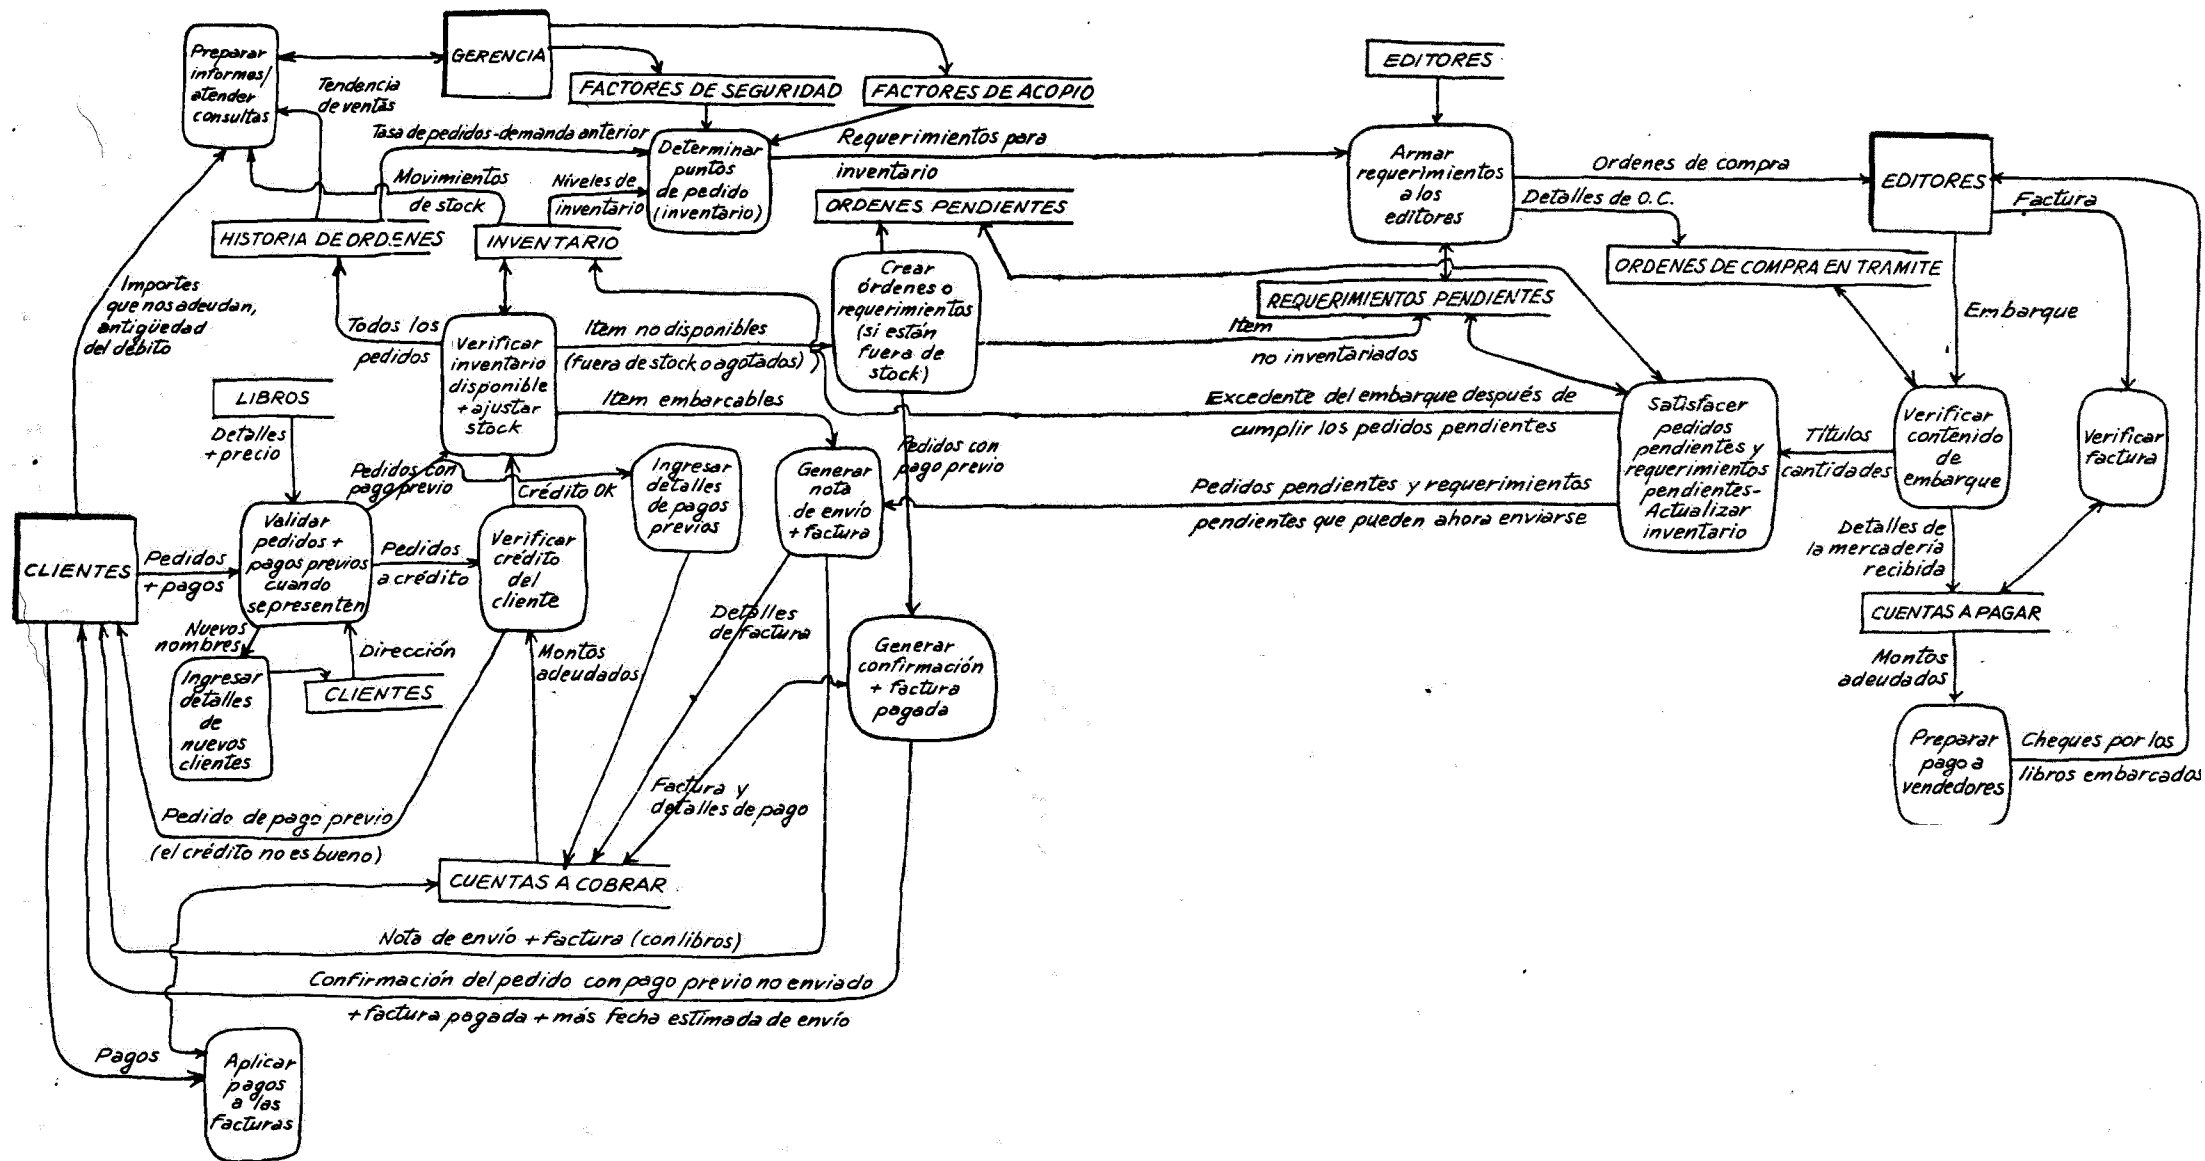 Preparar
informes/
atender
consultas
GERENCIA
Tendencia
de ventas
FACTORES DE SEGURIDAD
FACTORES DE ACOPIO
EDITORES
Tasa de pedidos-demanda anterior
Determinar
puntos
de pedido
(inventario)
Requerimientos para
inventario
Armar
requerimientos
a los
editores
Ordenes de compra
Detalles de O.C.
EDITORES
Factura
Movimientos
de stock
Niveles de
inventario
HISTORIA DE ORDENES
INVENTARIO
ORDENES PENDIENTES
ORDENES DE COMPRA EN TRAMITE
REQUERIMIENTOS PENDIENTES
Embarque
Importes
que nos adeudan,
antigüedad
del débito
Todos los
pedidos
Verificar
inventario
disponible
+ ajustar
stock
Item no disponibles
(fuera de stock o agotados)
Crear
órdenes o
requerimientos
(si están
fuera de
stock)
Item
no inventariados
LIBROS
Detalles
+ precio
Item embarcables
Excedente del embarque después de
cumplir los pedidos pendientes
Satisfacer
pedidos
pendientes y
requerimientos
pendientes-
Actualizar
inventario
Títulos
cantidades
Verificar
contenido
de
embarque
Verificar
factura
Pedidos con
pago previo
Crédito OK
Ingresar
detalles
de pagos
previos
Generar
nota
de envío
+ factura
Pedidos con
pago previo
Pedidos pendientes y requerimientos
pendientes que pueden ahora enviarse
CLIENTES
Pedidos
+ pagos
Validar
pedidos +
pagos previos
cuando
se presenten
Pedidos
a crédito
Verificar
crédito
del
cliente
Detalles de
la mercadería
recibida
Nuevos
nombres
Dirección
Ingresar
detalles
de
nuevos
clientes
CLIENTES
Montos
adeudados
Detalles
de factura
Generar
confirmación
+ factura
pagada
CUENTAS A PAGAR
Montos
adeudados
Preparar
pago a
vendedores
Cheques por los
libros embarcados
Factura y
detalles de pago
Pedido de pago previo
(el crédito no es bueno)
CUENTAS A COBRAR
Nota de envío + factura (con libros)
Confirmación del pedido con pago previo no enviado
+ factura pagada + más fecha estimada de envío
Pagos
Aplicar
pagos
a las
facturas